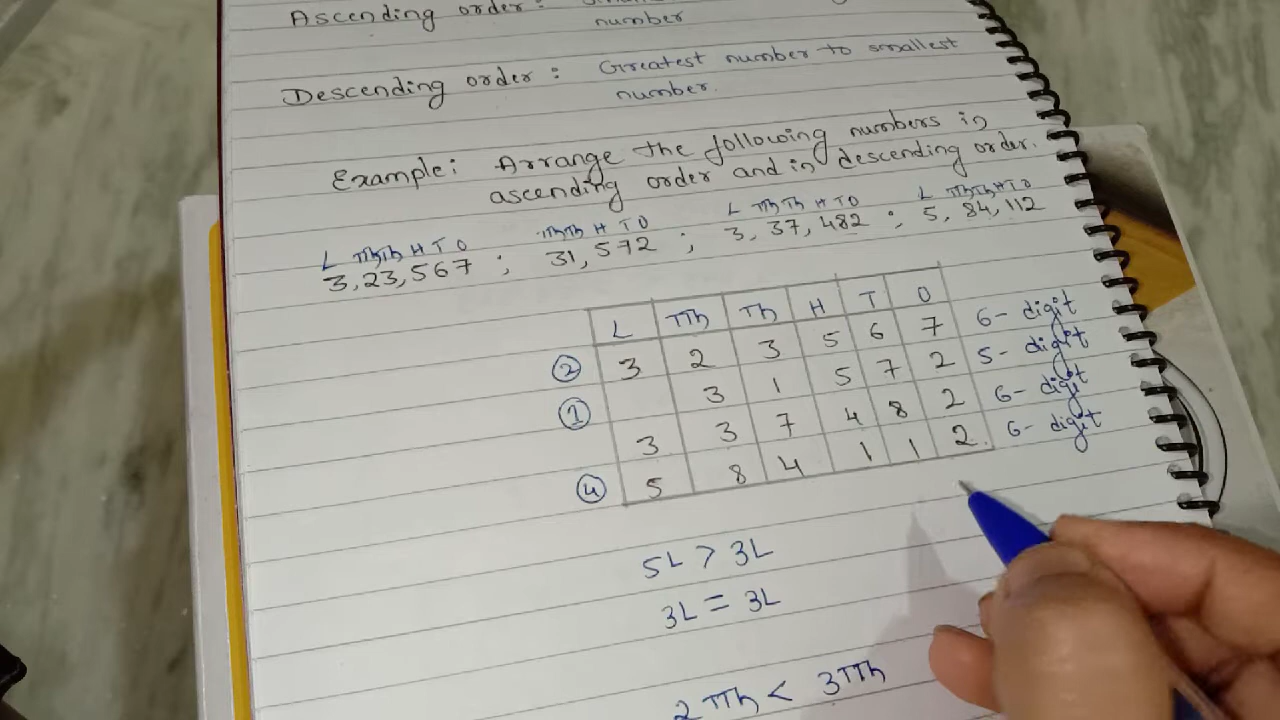 Ascending order :
number
Descending order : Greatest number to smallest
number.
Example: Arrange the following numbers in
ascending order and in descending order.
L TTh Th H T O TTh Th H T O L TTh Th H T O L TTh Th H T O
3,23,567 ; 31,572 ; 3,37,482 ; 5,84,112
L TTh Th H T O
② 3 2 3 5 6 7 6-digit
① 3 1 5 7 2 5-digit
3 3 7 4 8 2 6-digit
④ 5 8 4 1 1 2. 6-digit
5L > 3L
3L = 3L
2 TTh < 3TTh